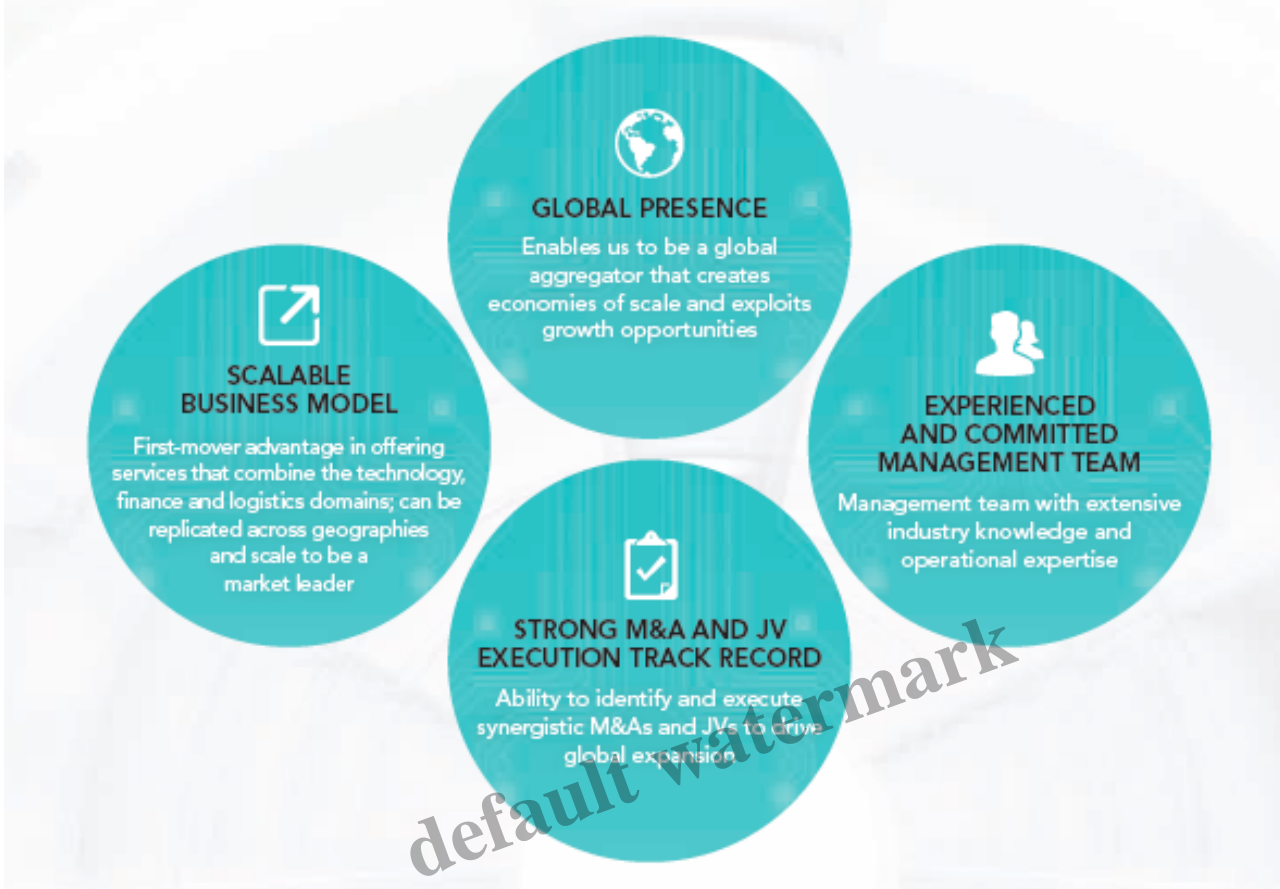 GLOBAL PRESENCE
Enables us to be a global
aggregator that creates
economies of scale and exploits
growth opportunities
SCALABLE
BUSINESS MODEL
First-mover advantage in offering
services that combine the technology,
finance and logistics domains; can be
replicated across geographies
and scale to be a
market leader
EXPERIENCED
AND COMMITTED
MANAGEMENT TEAM
Management team with extensive
industry knowledge and
operational expertise
STRONG M&A AND JV
EXECUTION TRACK RECORD
Ability to identify and execute
synergistic M&As and JVs to drive
global expansion
default watermark